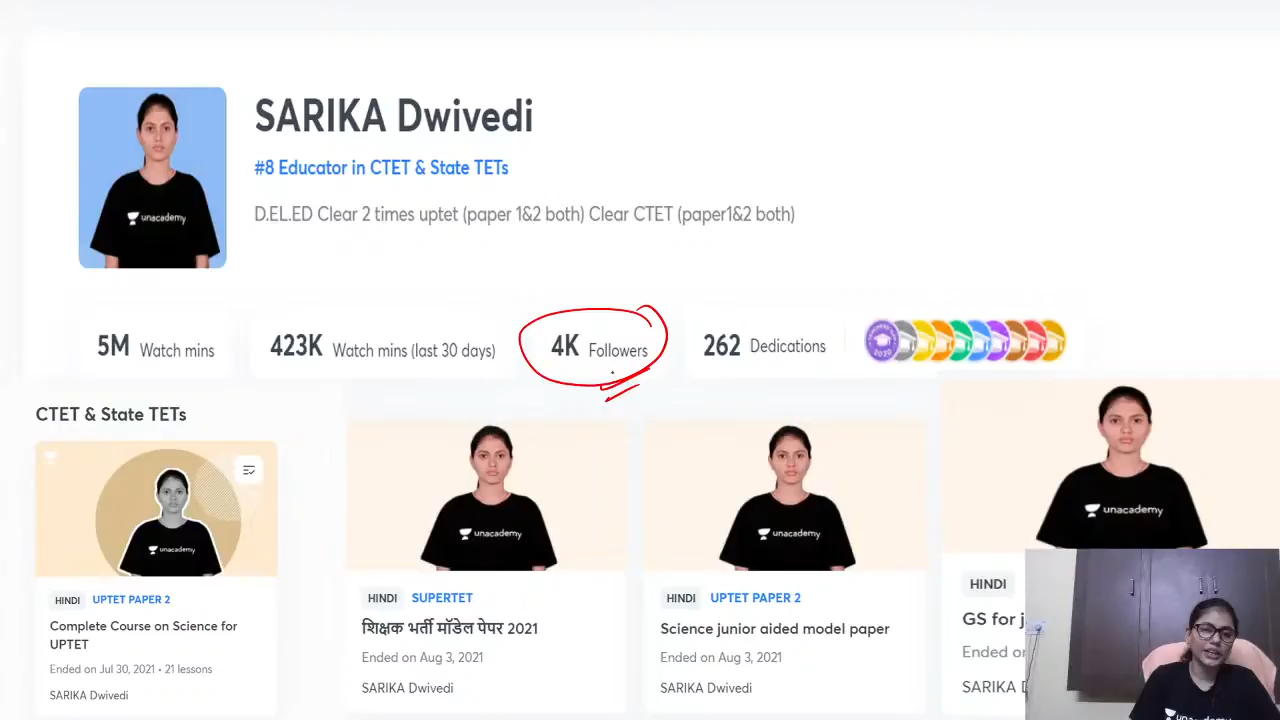 SARIKA Dwivedi
#8 Educator in CTET & State TETs
unacademy
D.EL.ED Clear 2 times uptet (paper 1&2 both) Clear CTET (paper1&2 both)
5M Watch mins
423K Watch mins (last 30 days)
4K Followers
262 Dedications
2020
CTET & State TETs
unacademy
HINDI UPTET PAPER 2
Complete Course on Science for
UPTET
Ended on Jul 30, 2021 • 21 lessons
SARIKA Dwivedi
unacademy
HINDI SUPERTET
शिक्षक भर्ती मॉडेल पेपर 2021
Ended on Aug 3, 2021
SARIKA Dwivedi
unacademy
HINDI UPTET PAPER 2
Science junior aided model paper
Ended on Aug 3, 2021
SARIKA Dwivedi
unacademy
HINDI
GS for j
Ended or
SARIKA
unacademy